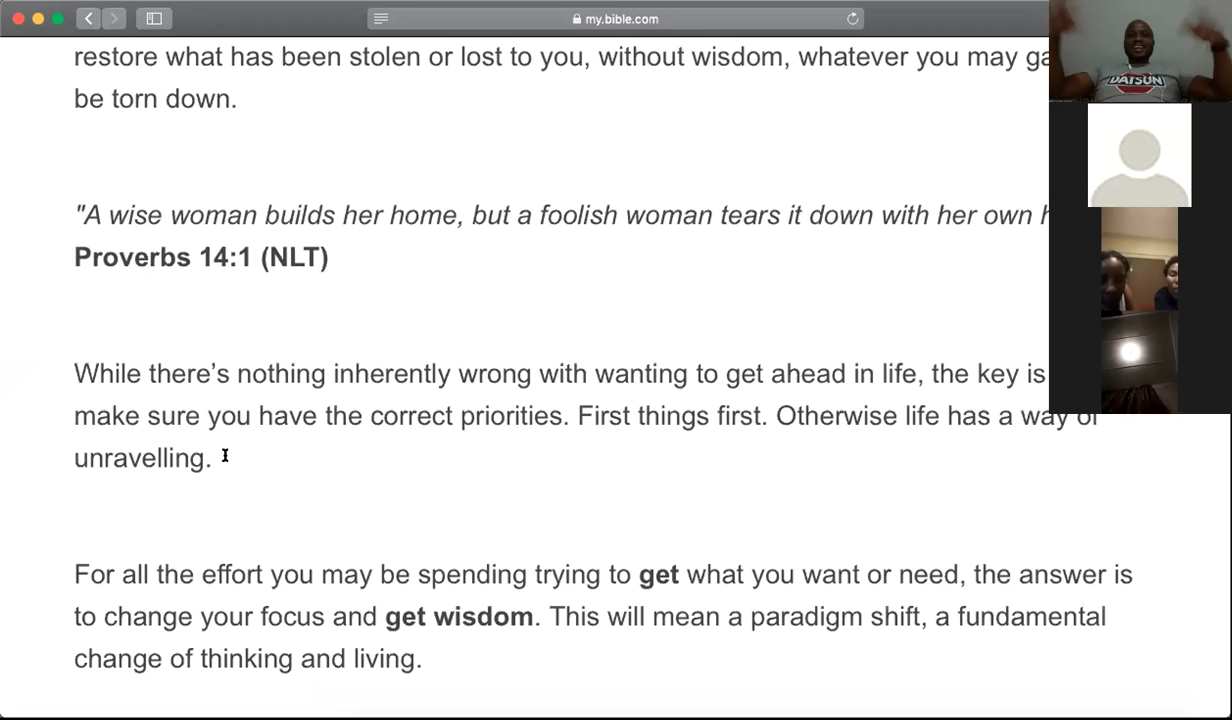 my.bible.com
restore what has been stolen or lost to you, without wisdom, whatever you may
be torn down.
"A wise woman builds her home, but a foolish woman tears it down with her own
Proverbs 14:1 (NLT)
While there's nothing inherently wrong with wanting to get ahead in life, the key is
make sure you have the correct priorities. First things first. Otherwise life has a way of
unravelling.
For all the effort you may be spending trying to get what you want or need, the answer is
to change your focus and get wisdom. This will mean a paradigm shift, a fundamental
change of thinking and living.
DATSUN